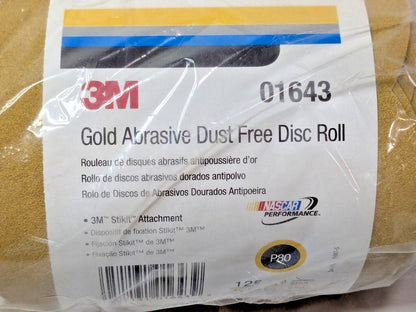 3M 01643
Gold Abrasive Dust Free Disc Roll
Rouleau de disques abrasifs antipoussière d'or
Rollo de discos abrasivos dorados antipolvo
Rolo de Discos de Abrasivos Dourados Antipoeira
• 3M™ Stikit™ Attachment
• Dispositif de fixation Stikit™ 3M™
• Fijación Stikit™ de 3M™
• Fixação Stikit™ de 3M™
NASCAR
PERFORMANCE™
P80